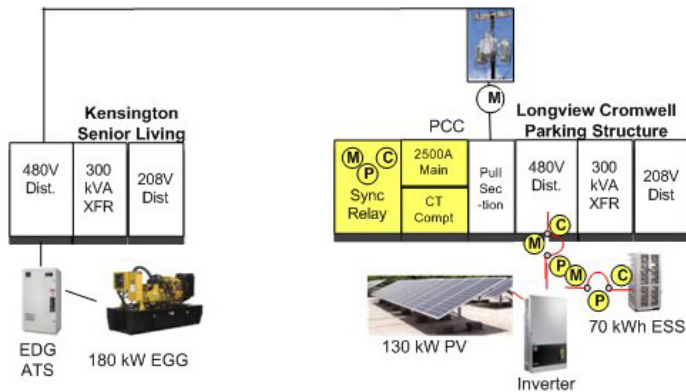 M
Kensington
Senior Living
PCC
Longview Cromwell
Parking Structure
480V
Dist.
300
kVA
XFR
208V
Dist
M
C
P
Sync
Relay
2500A
Main
CT
Compt
Pull
Sec
-tion
480V
Dist.
300
kVA
XFR
208V
Dist
C
M
P
M
C
P
EDG
ATS
180 kW EGG
130 kW PV
Inverter
70 kWh ESS